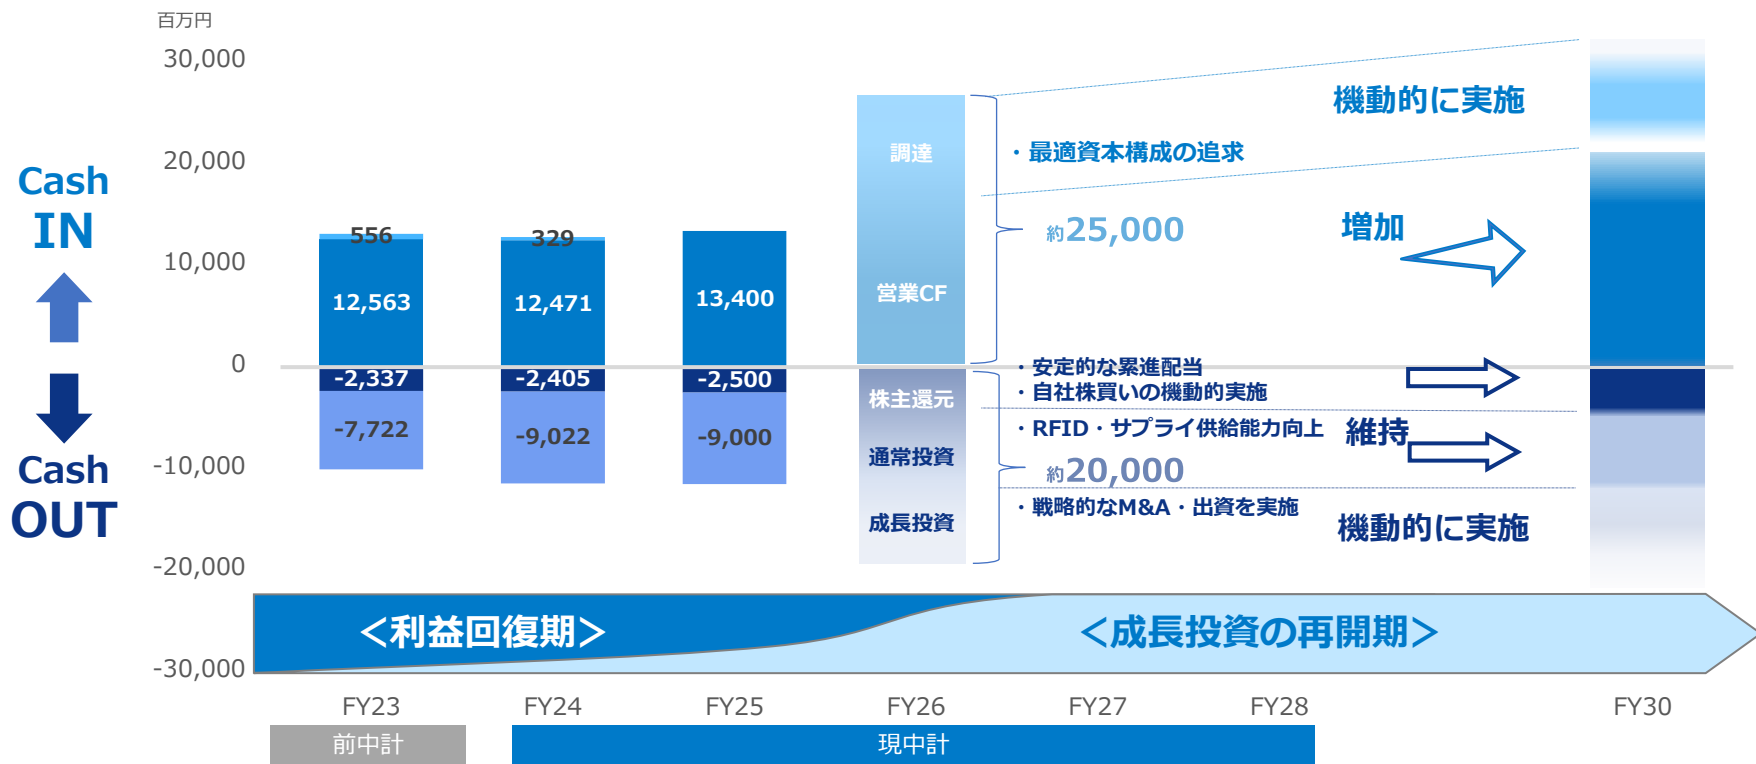 百万円
30,000
20,000
10,000
0
-10,000
-20,000
-30,000
Cash
IN
Cash
OUT
556
12,563
-2,337
-7,722
329
12,471
-2,405
-9,022
13,400
-2,500
-9,000
調達
営業CF
株主還元
通常投資
成長投資
・最適資本構成の追求
約25,000
・安定的な累進配当
・自社株買いの機動的実施
・RFID・サプライ供給能力向上
約20,000
・戦略的なM&A・出資を実施
機動的に実施
増加
維持
機動的に実施
＜利益回復期＞
＜成長投資の再開期＞
FY23
FY24
FY25
FY26
FY27
FY28
FY30
前中計
現中計